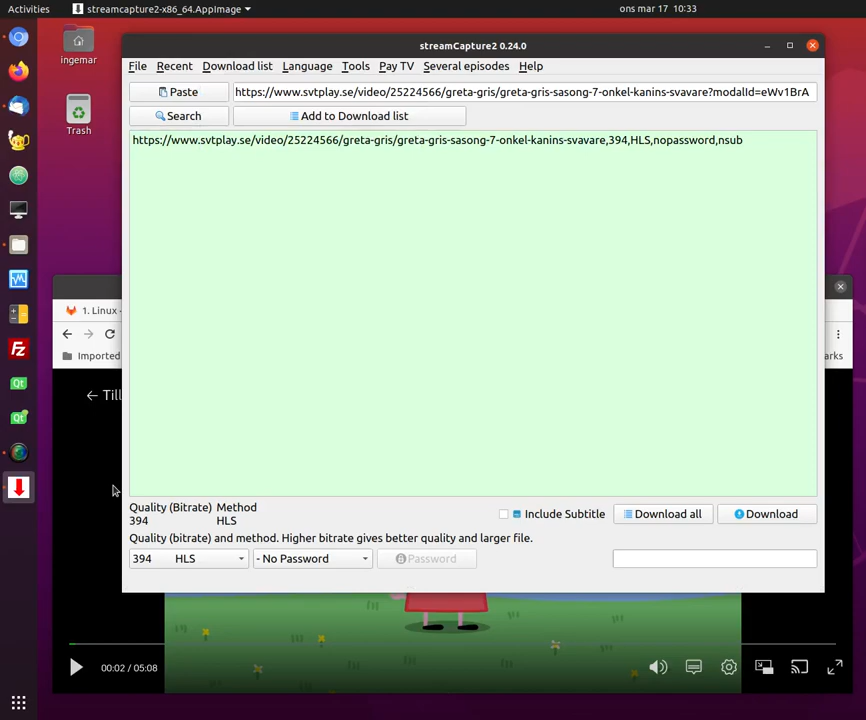 Activities streamcapture2-x86_64.AppImage ons mar 17 10:33
streamCapture2 0.24.0
ingemar
Trash
File Recent Download list Language Tools Pay TV Several episodes Help
Paste https://www.svtplay.se/video/25224566/greta-gris/greta-gris-sasong-7-onkel-kanins-svavare?modalId=eWv1BrA
Search Add to Download list
https://www.svtplay.se/video/25224566/greta-gris/greta-gris-sasong-7-onkel-kanins-svavare,394,HLS,nopassword,nsub
1. Linux -
Imported
arks
← Till
Quality (Bitrate) Method
394 HLS
Include Subtitle Download all Download
Quality (bitrate) and method. Higher bitrate gives better quality and larger file.
394 HLS - No Password Password
00:02 / 05:08
Fz
Qt
Qt